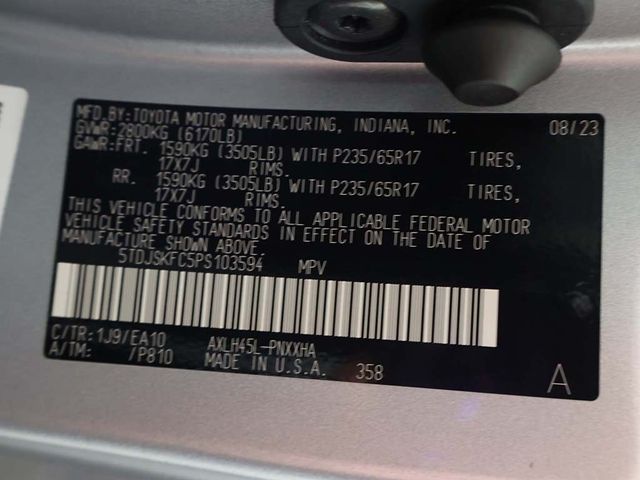 MFD.BY:TOYOTA MOTOR MANUFACTURING, INDIANA, INC. 08/23
GVWR:2800KG (6170LB)
GAWR:FRT. 1590KG (3505LB) WITH P235/65R17 TIRES,
17X7J RIMS.
RR. 1590KG (3505LB) WITH P235/65R17 TIRES,
17X7J RIMS.
THIS VEHICLE CONFORMS TO ALL APPLICABLE FEDERAL MOTOR
VEHICLE SAFETY STANDARDS IN EFFECT ON THE DATE OF
MANUFACTURE SHOWN ABOVE.
5TDJSKFC5PS103594 MPV
C/TR:1J9/EA10 AXLH45L-PNXXHA
A/TM: /P810 MADE IN U.S.A. 358
A